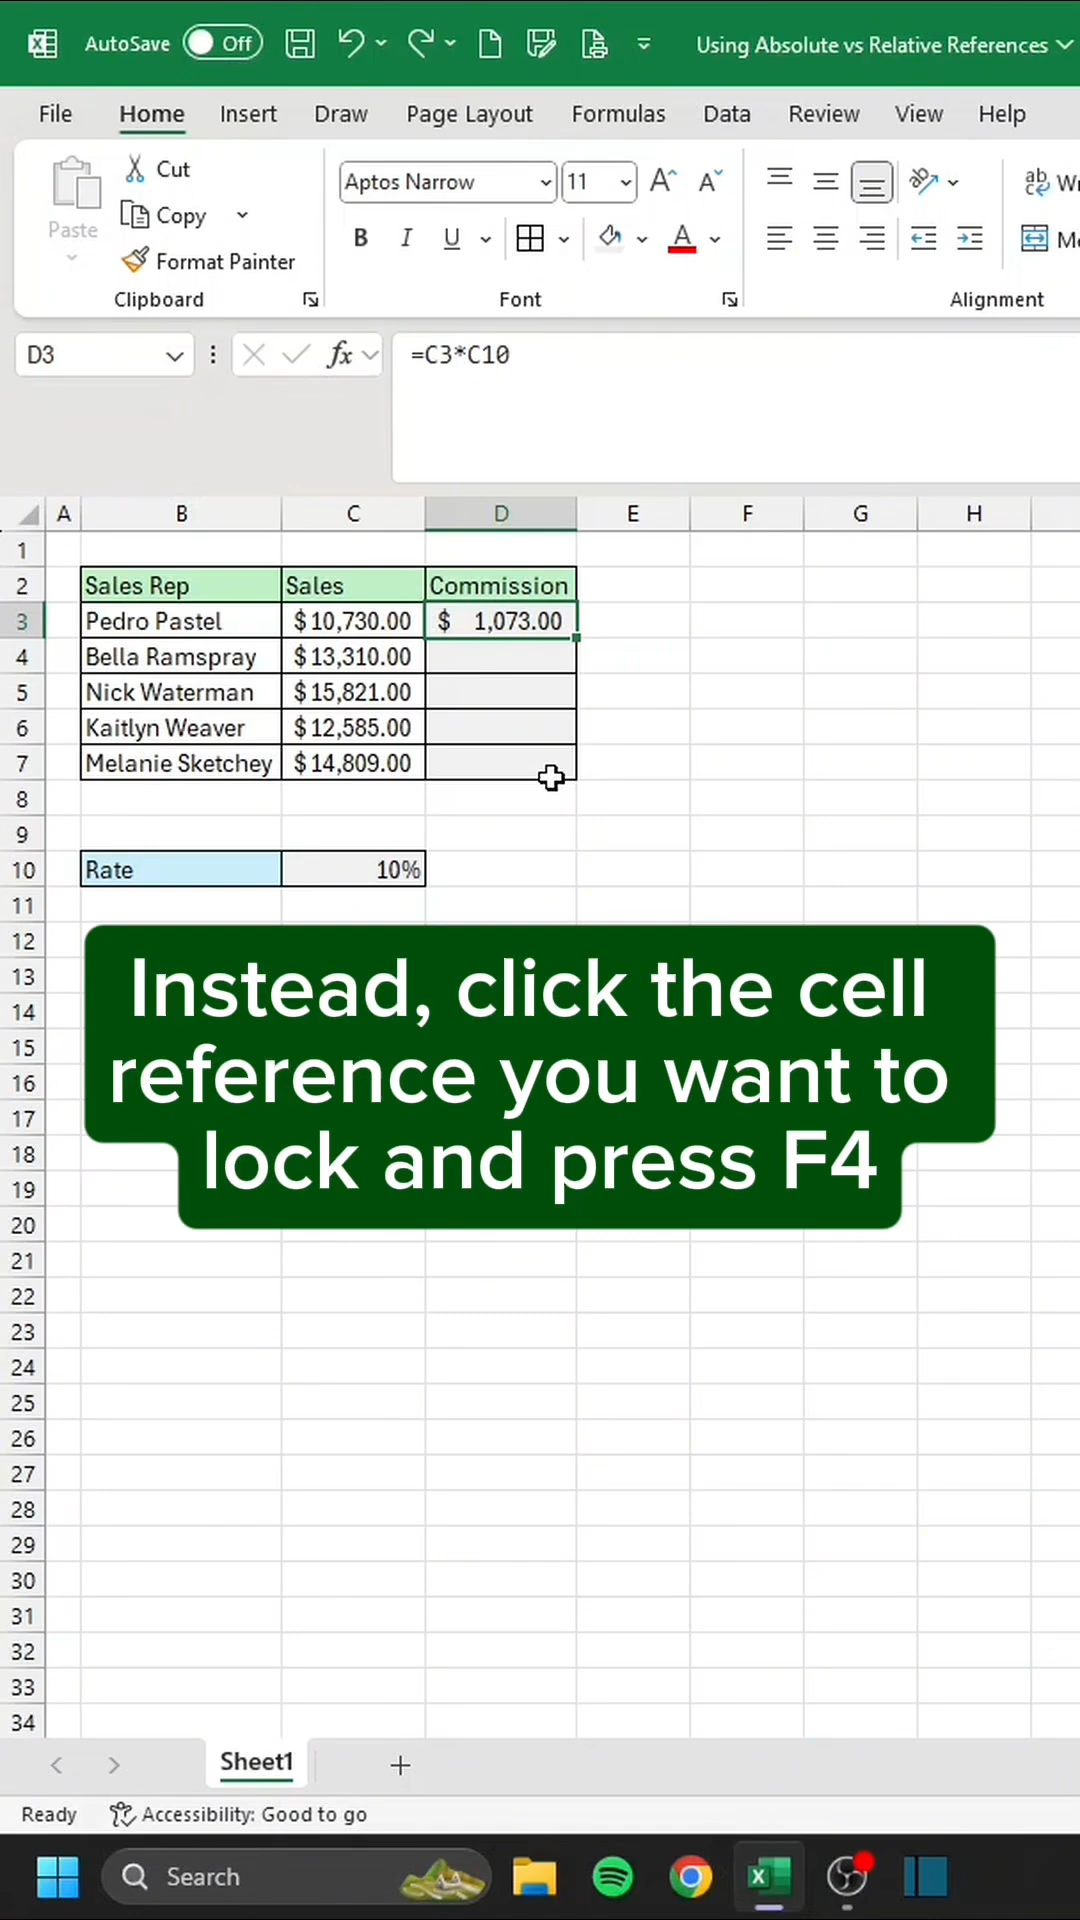 AutoSave Off Using Absolute vs Relative References
File Home Insert Draw Page Layout Formulas Data Review View Help
Paste
Cut
Copy
Format Painter
Clipboard
Aptos Narrow 11
B I U A
Font
Alignment
D3 fx =C3*C10
A B C D E F G H
1
2 Sales Rep Sales Commission
3 Pedro Pastel $10,730.00 $ 1,073.00
4 Bella Ramspray $13,310.00
5 Nick Waterman $15,821.00
6 Kaitlyn Weaver $12,585.00
7 Melanie Sketchey $14,809.00
8
9
10 Rate 10%
11
12
13
14
15
16
17
18
19
20
21
22
23
24
25
26
27
28
29
30
31
32
33
34
Instead, click the cell
reference you want to
lock and press F4
Sheet1
Ready Accessibility: Good to go
Search